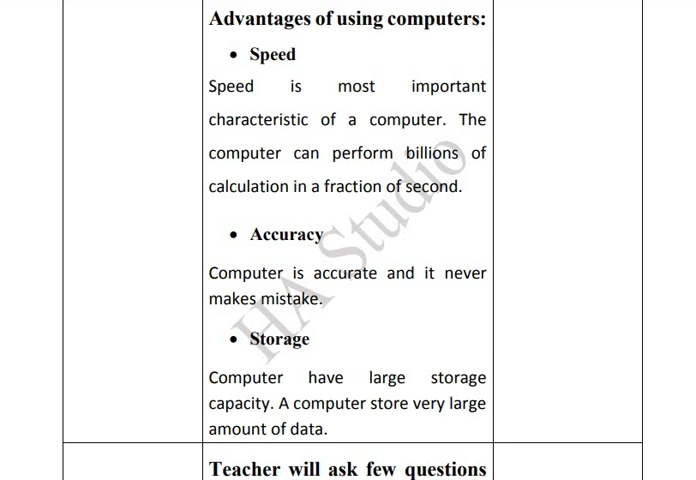 Advantages of using computers:
• Speed
Speed is most important
characteristic of a computer. The
computer can perform billions of
calculation in a fraction of second.
• Accuracy
Computer is accurate and it never
makes mistake.
• Storage
Computer have large storage
capacity. A computer store very large
amount of data.
Teacher will ask few questions
HA Studio